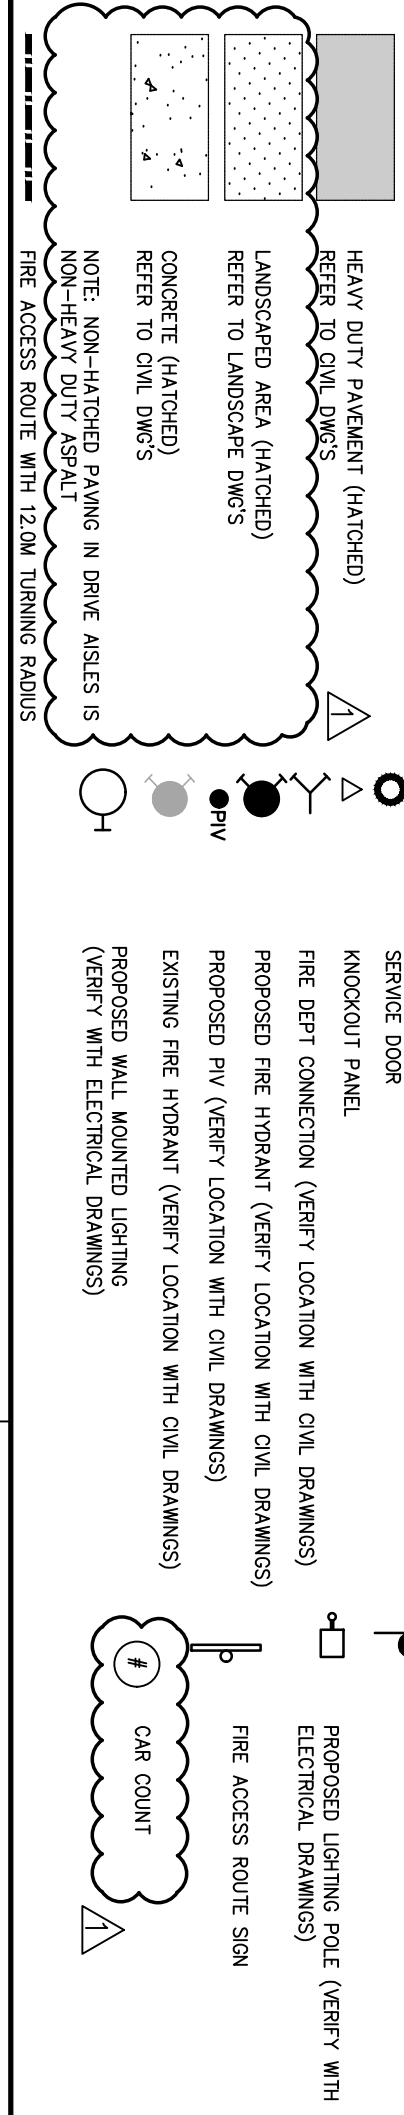 HEAVY DUTY PAVEMENT (HATCHED)
REFER TO CIVIL DWG'S
LANDSCAPED AREA (HATCHED)
REFER TO LANDSCAPE DWG'S
CONCRETE (HATCHED)
REFER TO CIVIL DWG'S
NOTE: NON-HATCHED PAVING IN DRIVE AISLES IS
NON-HEAVY DUTY ASPALT
FIRE ACCESS ROUTE WITH 12.0M TURNING RADIUS
1
SERVICE DOOR
KNOCKOUT PANEL
FIRE DEPT CONNECTION (VERIFY LOCATION WITH CIVIL DRAWINGS)
PROPOSED FIRE HYDRANT (VERIFY LOCATION WITH CIVIL DRAWINGS)
PIV
PROPOSED PIV (VERIFY LOCATION WITH CIVIL DRAWINGS)
EXISTING FIRE HYDRANT (VERIFY LOCATION WITH CIVIL DRAWINGS)
PROPOSED WALL MOUNTED LIGHTING
(VERIFY WITH ELECTRICAL DRAWINGS)
PROPOSED LIGHTING POLE (VERIFY WITH
ELECTRICAL DRAWINGS)
FIRE ACCESS ROUTE SIGN
#
CAR COUNT
1